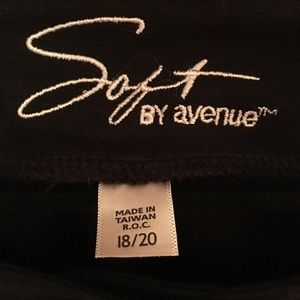 Soft
BY avenue™
MADE IN
TAIWAN
R.O.C.
18/20